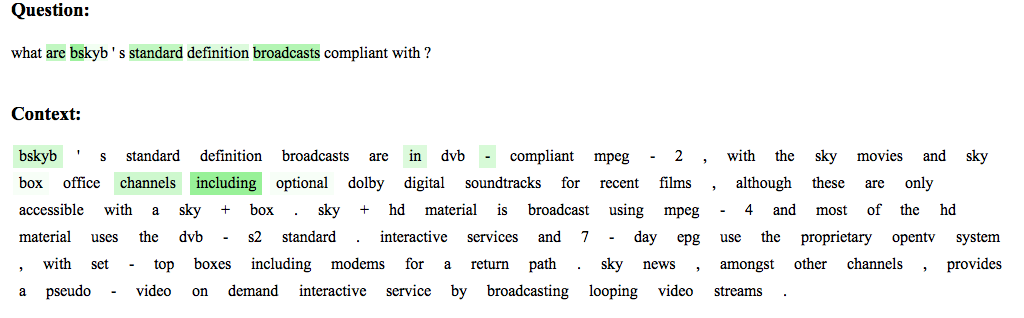 Question:
what are bskyb ' s standard definition broadcasts compliant with ?
Context:
bskyb ' s standard definition broadcasts are in dvb - compliant mpeg - 2 , with the sky movies and sky
box office channels including optional dolby digital soundtracks for recent films , although these are only
accessible with a sky + box . sky + hd material is broadcast using mpeg - 4 and most of the hd
material uses the dvb - s2 standard . interactive services and 7 - day epg use the proprietary opentv system
, with set - top boxes including modems for a return path . sky news , amongst other channels , provides
a pseudo - video on demand interactive service by broadcasting looping video streams .